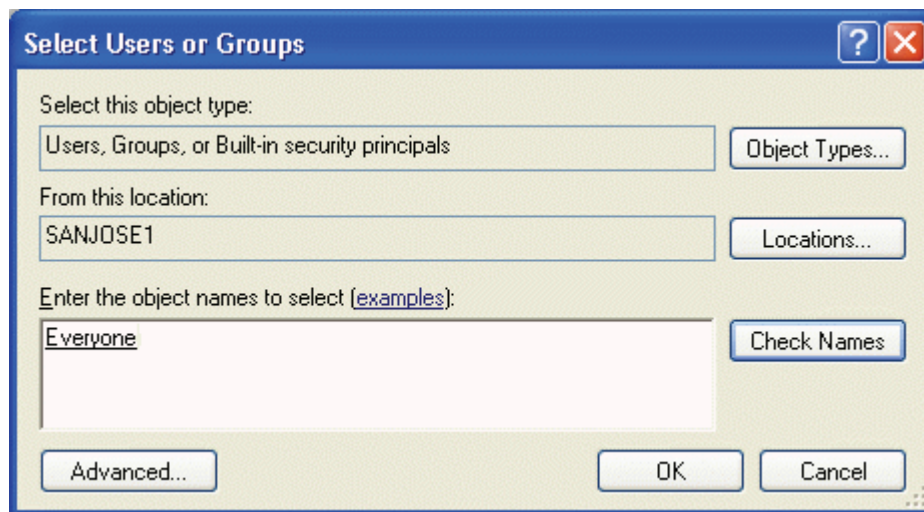 Select Users or Groups
Select this object type:
Users, Groups, or Built-in security principals
Object Types...
From this location:
SANJOSE1
Locations...
Enter the object names to select (examples):
Everyone
Check Names
Advanced...
OK
Cancel